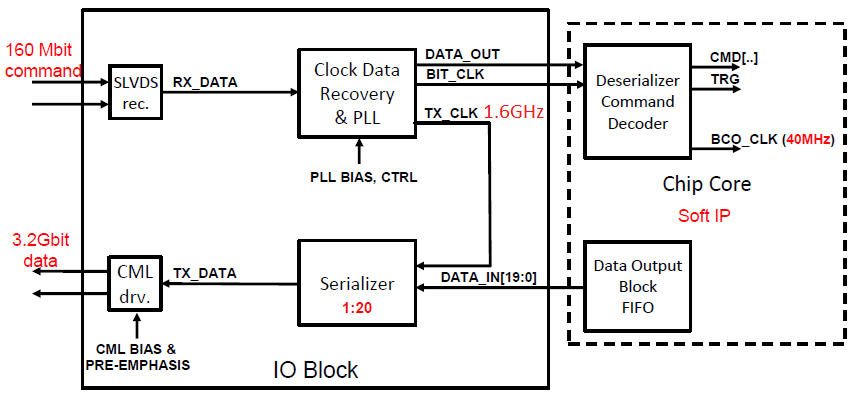 160 Mbit
command
SLVDS
rec.
RX_DATA
Clock Data
Recovery
& PLL
DATA_OUT
BIT_CLK
TX_CLK 1.6GHz
PLL BIAS, CTRL
Deserializer
Command
Decoder
CMD[..]
TRG
BCO_CLK (40MHz)
Chip Core
Soft IP
3.2Gbit
data
CML
drv.
TX_DATA
Serializer
1:20
DATA_IN[19:0]
Data Output
Block
FIFO
CML BIAS &
PRE-EMPHASIS
IO Block